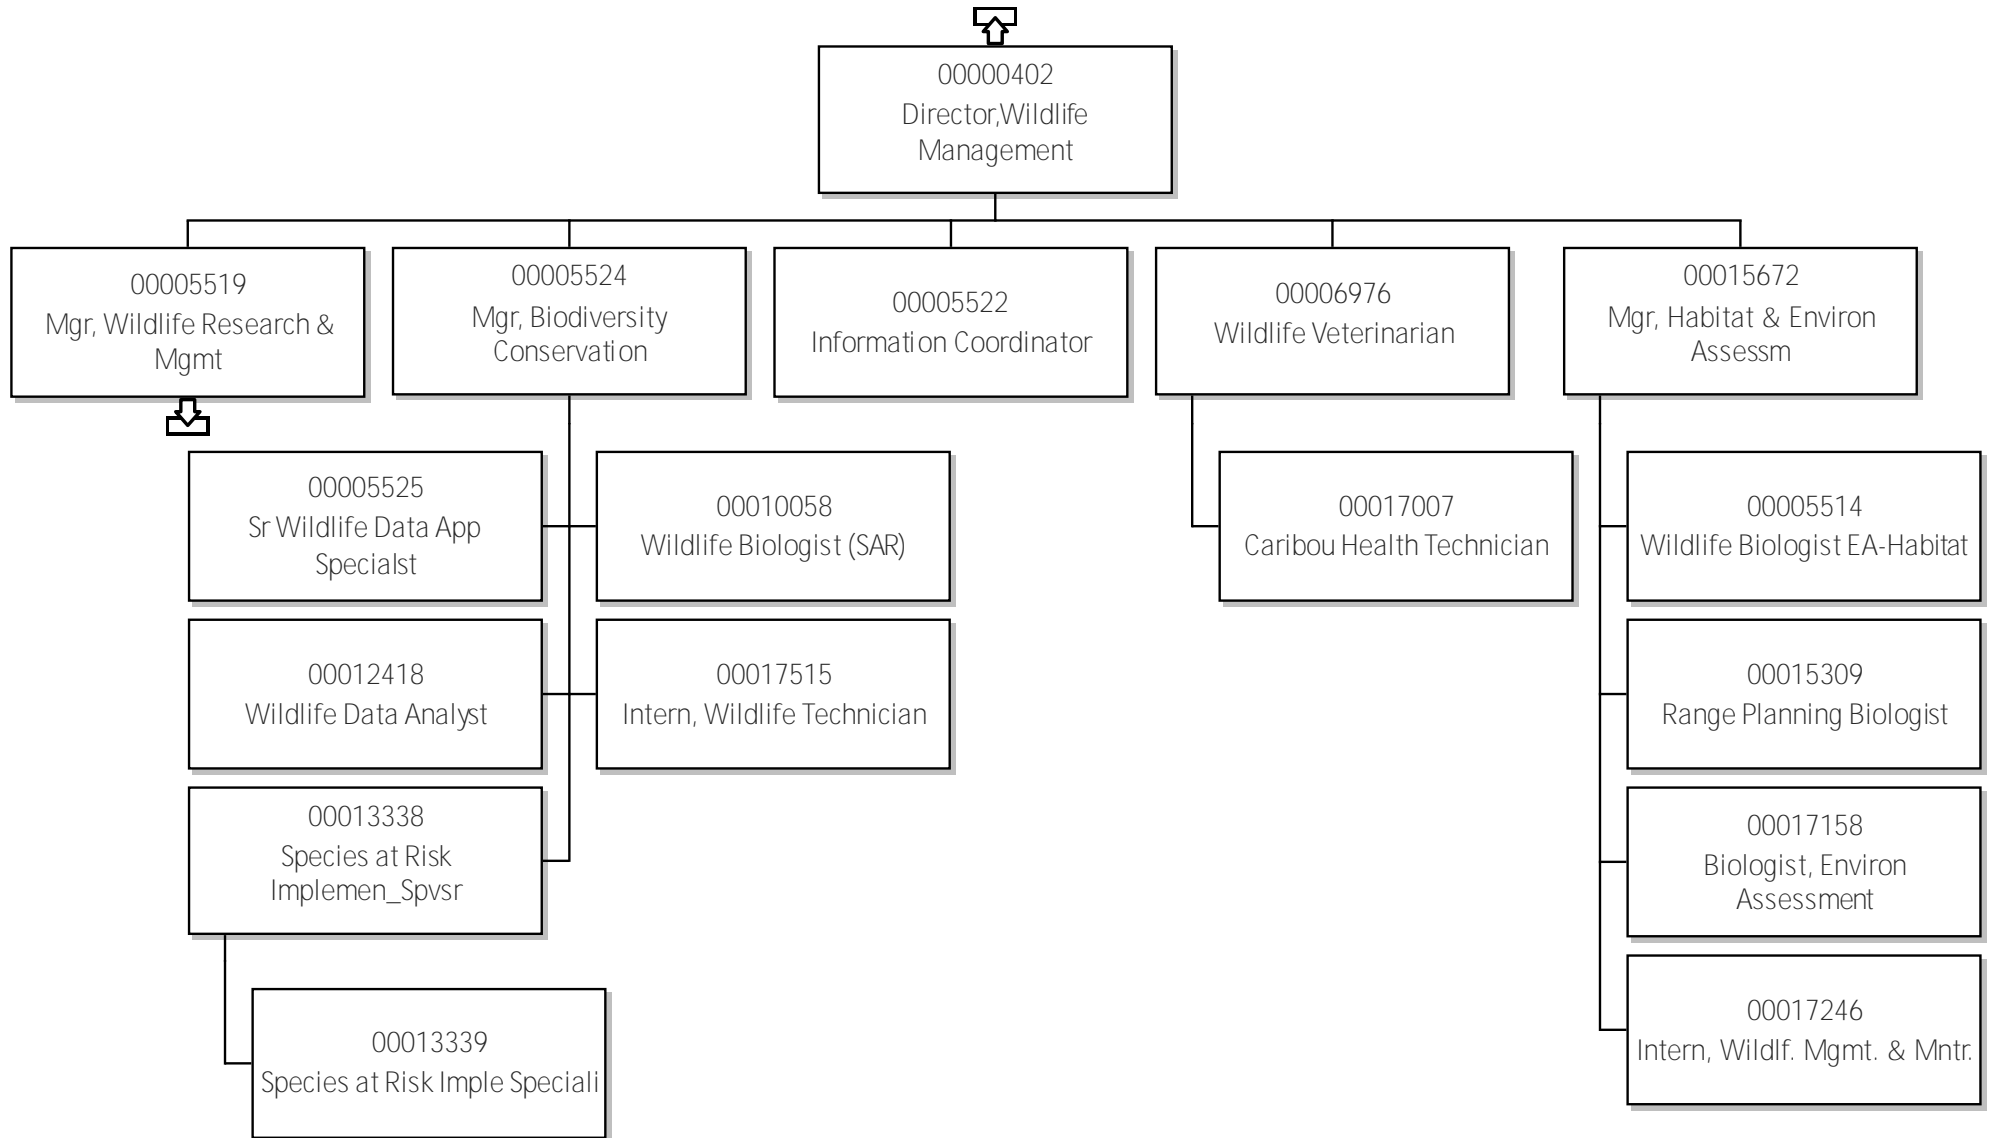 00000402
Director,Wildlife
Management
00005519
Mgr, Wildlife Research &
Mgmt
00005524
Mgr, Biodiversity
Conservation
00005522
Information Coordinator
00006976
Wildlife Veterinarian
00015672
Mgr, Habitat & Environ
Assessm
00005525
Sr Wildlife Data App
Specialst
00010058
Wildlife Biologist (SAR)
00012418
Wildlife Data Analyst
00017515
Intern, Wildlife Technician
00013338
Species at Risk
Implemen_Spvsr
00013339
Species at Risk Imple Speciali
00017007
Caribou Health Technician
00005514
Wildlife Biologist EA-Habitat
00015309
Range Planning Biologist
00017158
Biologist, Environ
Assessment
00017246
Intern, Wildlf. Mgmt. & Mntr.